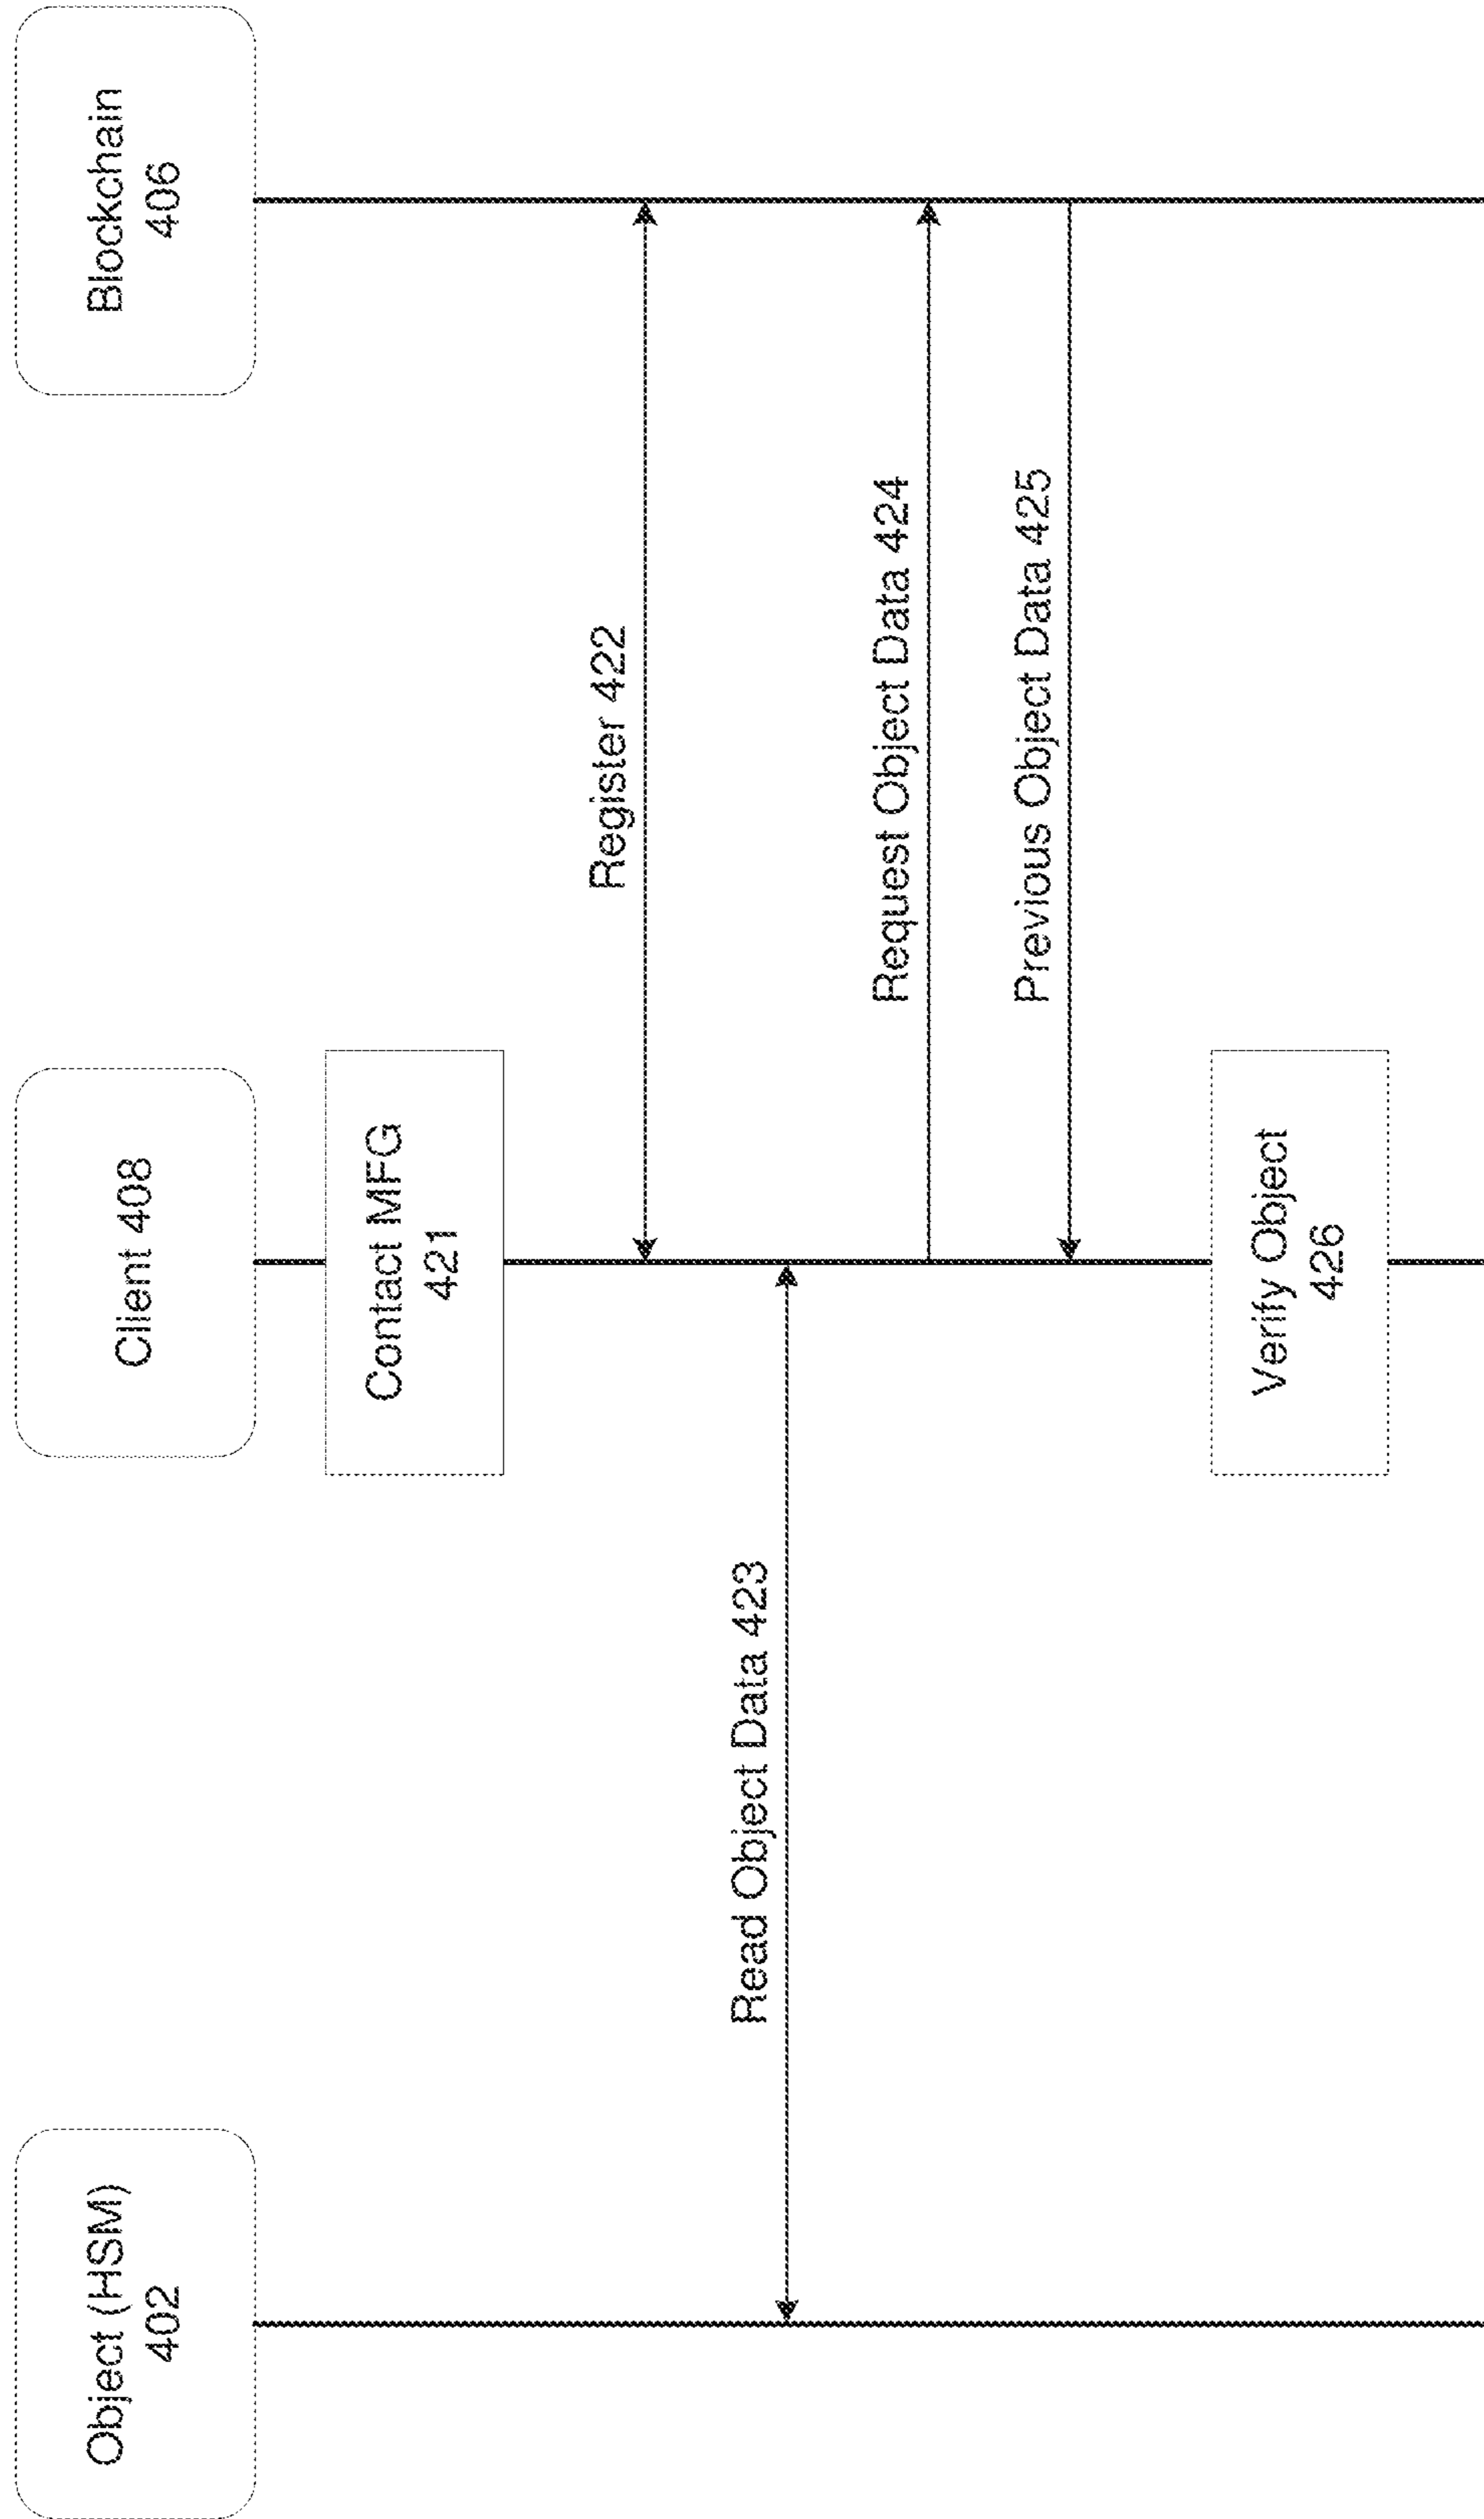 Object (HSM)
402
Client 408
Blockchain
406
Contact MFG
421
Register 422
Read Object Data 423
Request Object Data 424
Previous Object Data 425
Verify Object
426